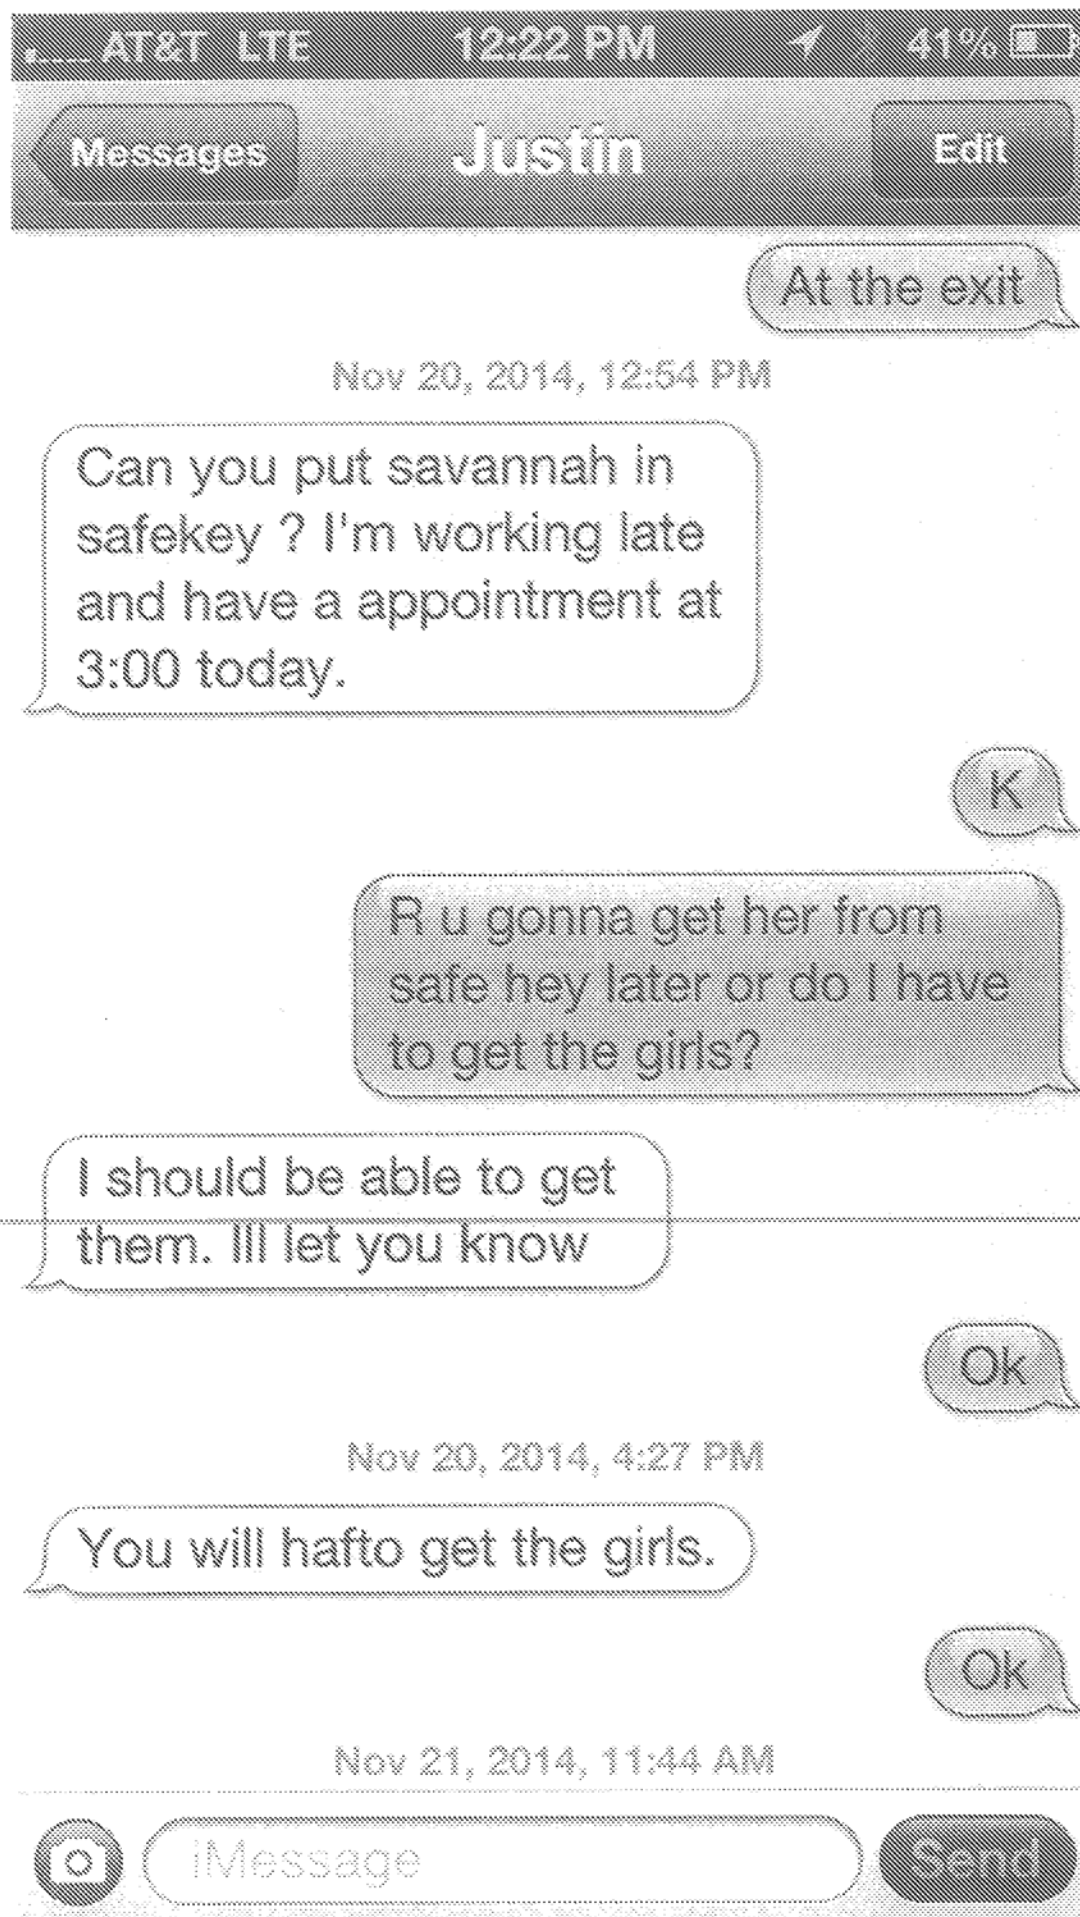 AT&T LTE 12:22 PM 41%
Messages Justin Edit
At the exit
Nov 20, 2014, 12:54 PM
Can you put savannah in
safekey ? I'm working late
and have a appointment at
3:00 today.
K
R u gonna get her from
safe hey later or do I have
to get the girls?
I should be able to get
them. Ill let you know
Ok
Nov 20, 2014, 4:27 PM
You will hafto get the girls.
Ok
Nov 21, 2014, 11:44 AM
iMessage Send